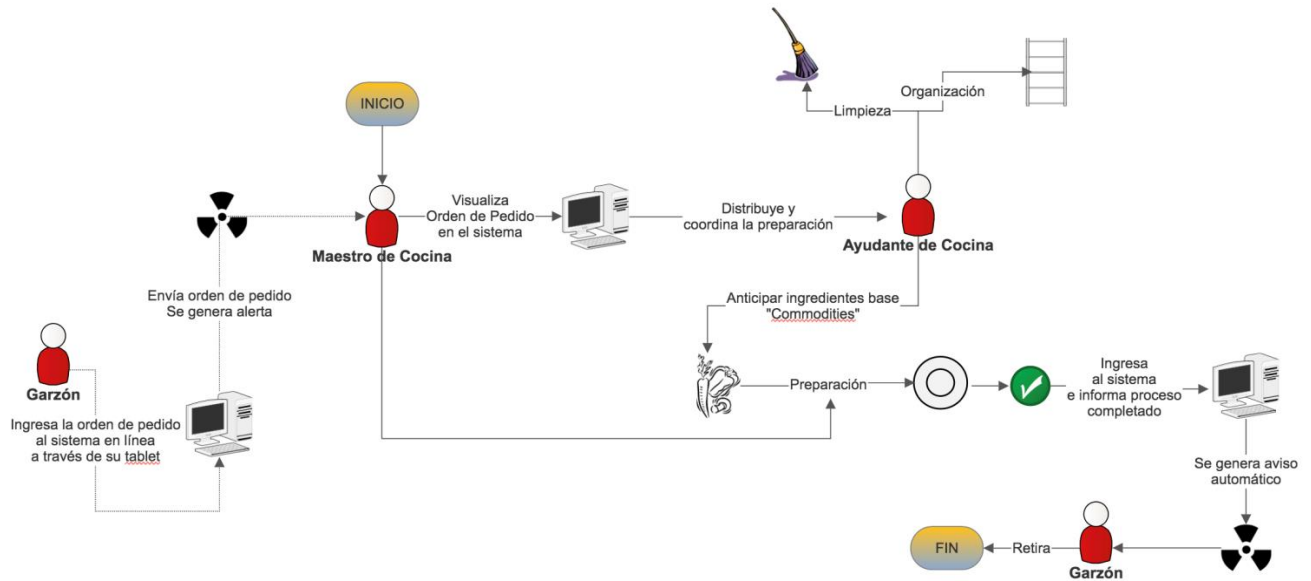 INICIO
Limpieza
Organización
Visualiza
Orden de Pedido
en el sistema
Distribuye y
coordina la preparación
Maestro de Cocina
Ayudante de Cocina
Envía orden de pedido
Se genera alerta
Anticipar ingredientes base
"Commodities"
Garzón
Ingresa la orden de pedido
al sistema en línea
a través de su tablet
Preparación
Ingresa
al sistema
e informa proceso
completado
Se genera aviso
automático
FIN
Retira
Garzón